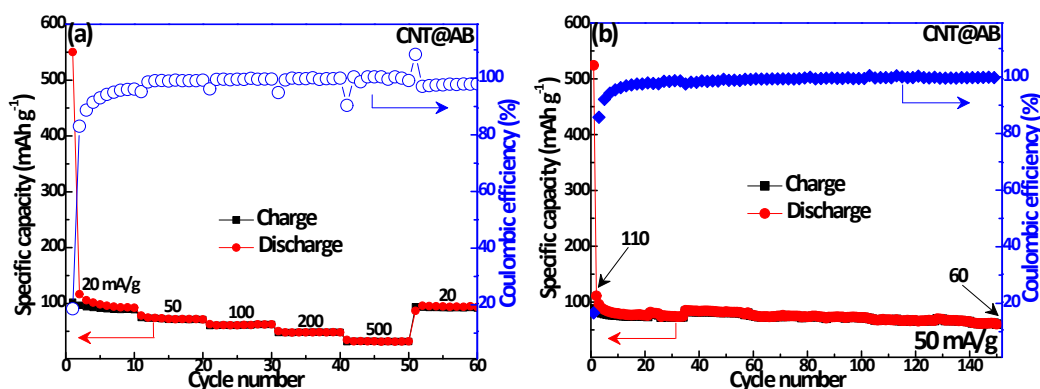 (a)
CNT@AB
600
500
400
300
200
100
0
Specific capacity (mAh g⁻¹)
100
80
60
40
20
Coulombic efficiency (%)
Charge
Discharge
20 mA/g
50
100
200
500
20
0 10 20 30 40 50 60
Cycle number
(b)
CNT@AB
600
500
400
300
200
100
0
Specific capacity (mAh g⁻¹)
100
80
60
40
20
Coulombic efficiency (%)
Charge
Discharge
110
60
50 mA/g
0 20 40 60 80 100 120 140
Cycle number